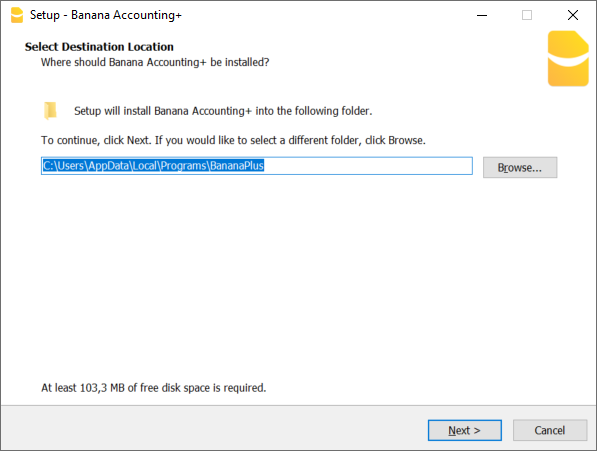 Setup - Banana Accounting+
Select Destination Location
Where should Banana Accounting+ be installed?
Setup will install Banana Accounting+ into the following folder.
To continue, click Next. If you would like to select a different folder, click Browse.
C:\Users\AppData\Local\Programs\BananaPlus
Browse...
At least 103,3 MB of free disk space is required.
Next >
Cancel